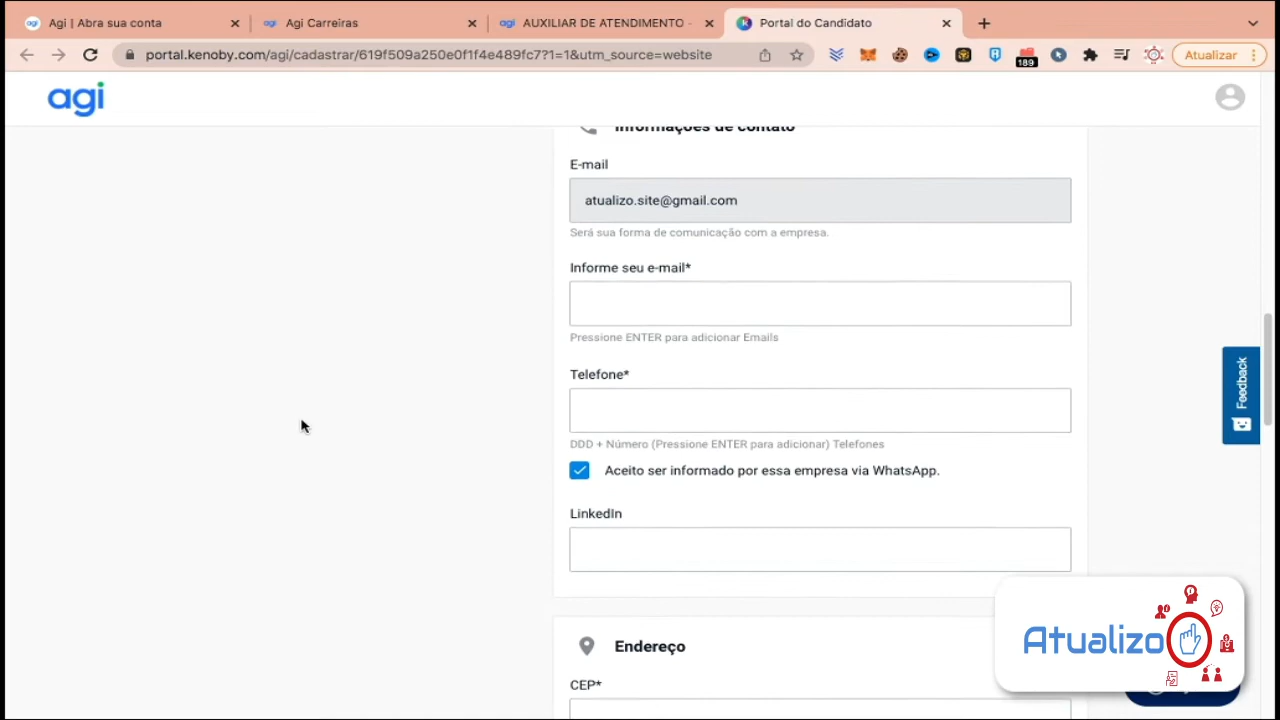 Agi | Abra sua conta
Agi Carreiras
AUXILIAR DE ATENDIMENTO -
Portal do Candidato
portal.kenoby.com/agi/cadastrar/619f509a250e0f1f4e489fc7?1=1&utm_source=website
189
Atualizar
agi
Informações de contato
E-mail
atualizo.site@gmail.com
Será sua forma de comunicação com a empresa.
Informe seu e-mail*
Pressione ENTER para adicionar Emails
Telefone*
DDD + Número (Pressione ENTER para adicionar) Telefones
Aceito ser informado por essa empresa via WhatsApp.
LinkedIn
Feedback
Endereço
CEP*
Atualizo